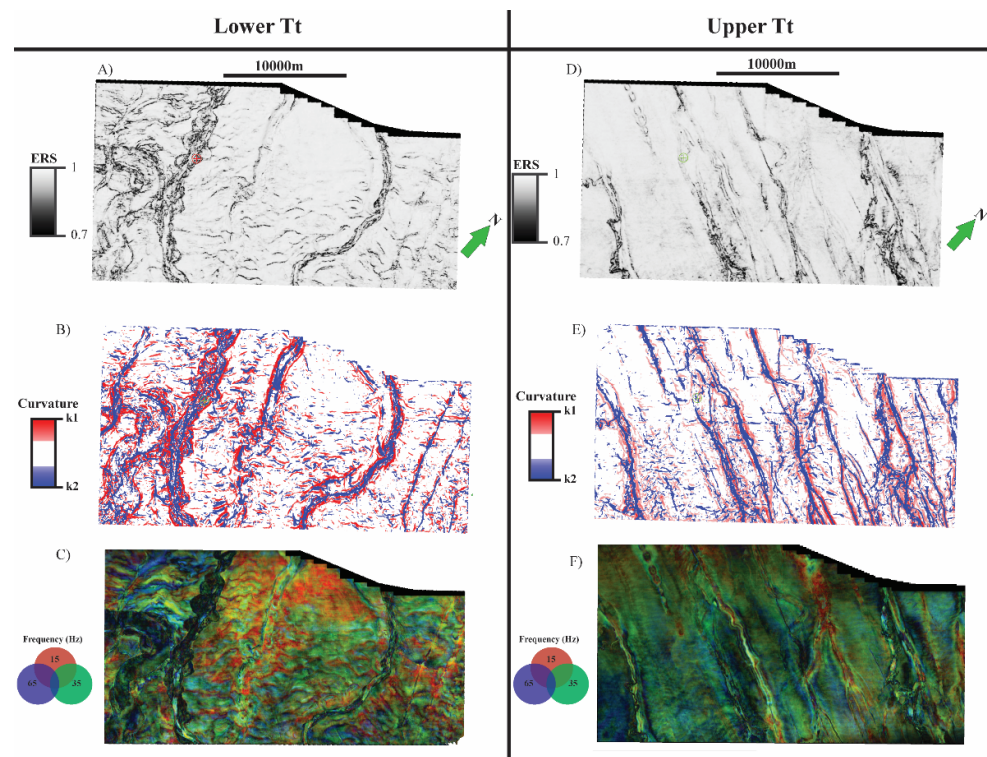 Lower Tt
Upper Tt
A)
10000m
ERS
1
0.7
N
B)
Curvature
k1
k2
C)
Frequency (Hz)
15
65
35
D)
10000m
ERS
1
0.7
N
E)
Curvature
k1
k2
F)
Frequency (Hz)
15
65
35